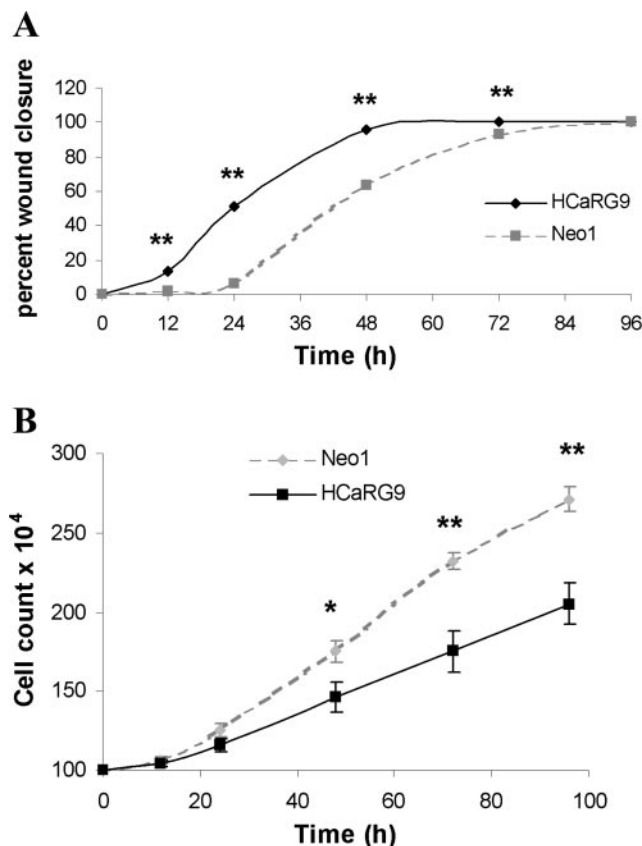 A
percent wound closure
120
100
80
60
40
20
0
**
**
**
**
HCaRG9
Neo1
0 12 24 36 48 60 72 84 96
Time (h)
B
Cell count x 10⁴
300
250
200
150
100
Neo1
HCaRG9
*
**
**
0 20 40 60 80 100
Time (h)